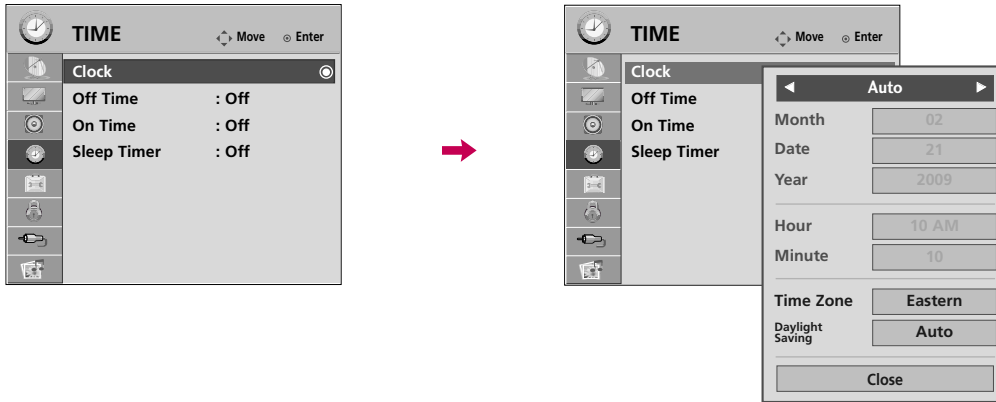 TIME
Move
Enter
Clock
Off Time : Off
On Time : Off
Sleep Timer : Off
TIME
Move
Enter
Clock
Off Time
On Time
Sleep Timer
Auto
Month 02
Date 21
Year 2009
Hour 10 AM
Minute 10
Time Zone Eastern
Daylight
Saving
Auto
Close